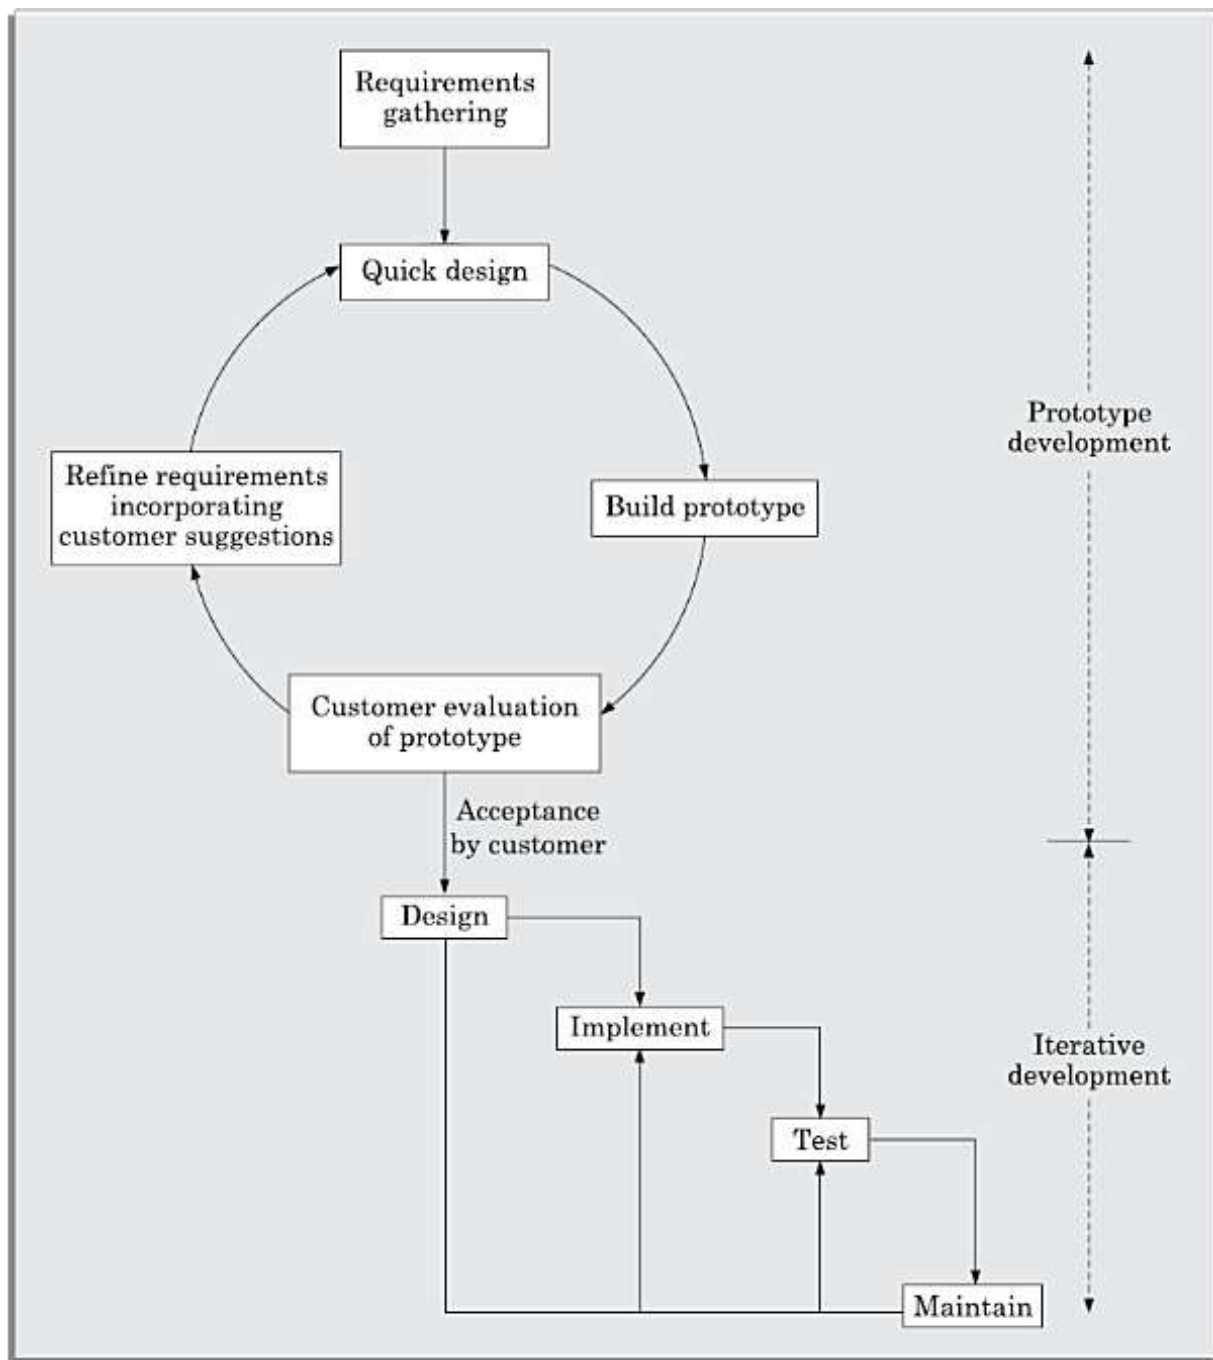 Requirements
gathering
Quick design
Prototype
development
Refine requirements
incorporating
customer suggestions
Build prototype
Customer evaluation
of prototype
Acceptance
by customer
Design
Implement
Iterative
development
Test
Maintain